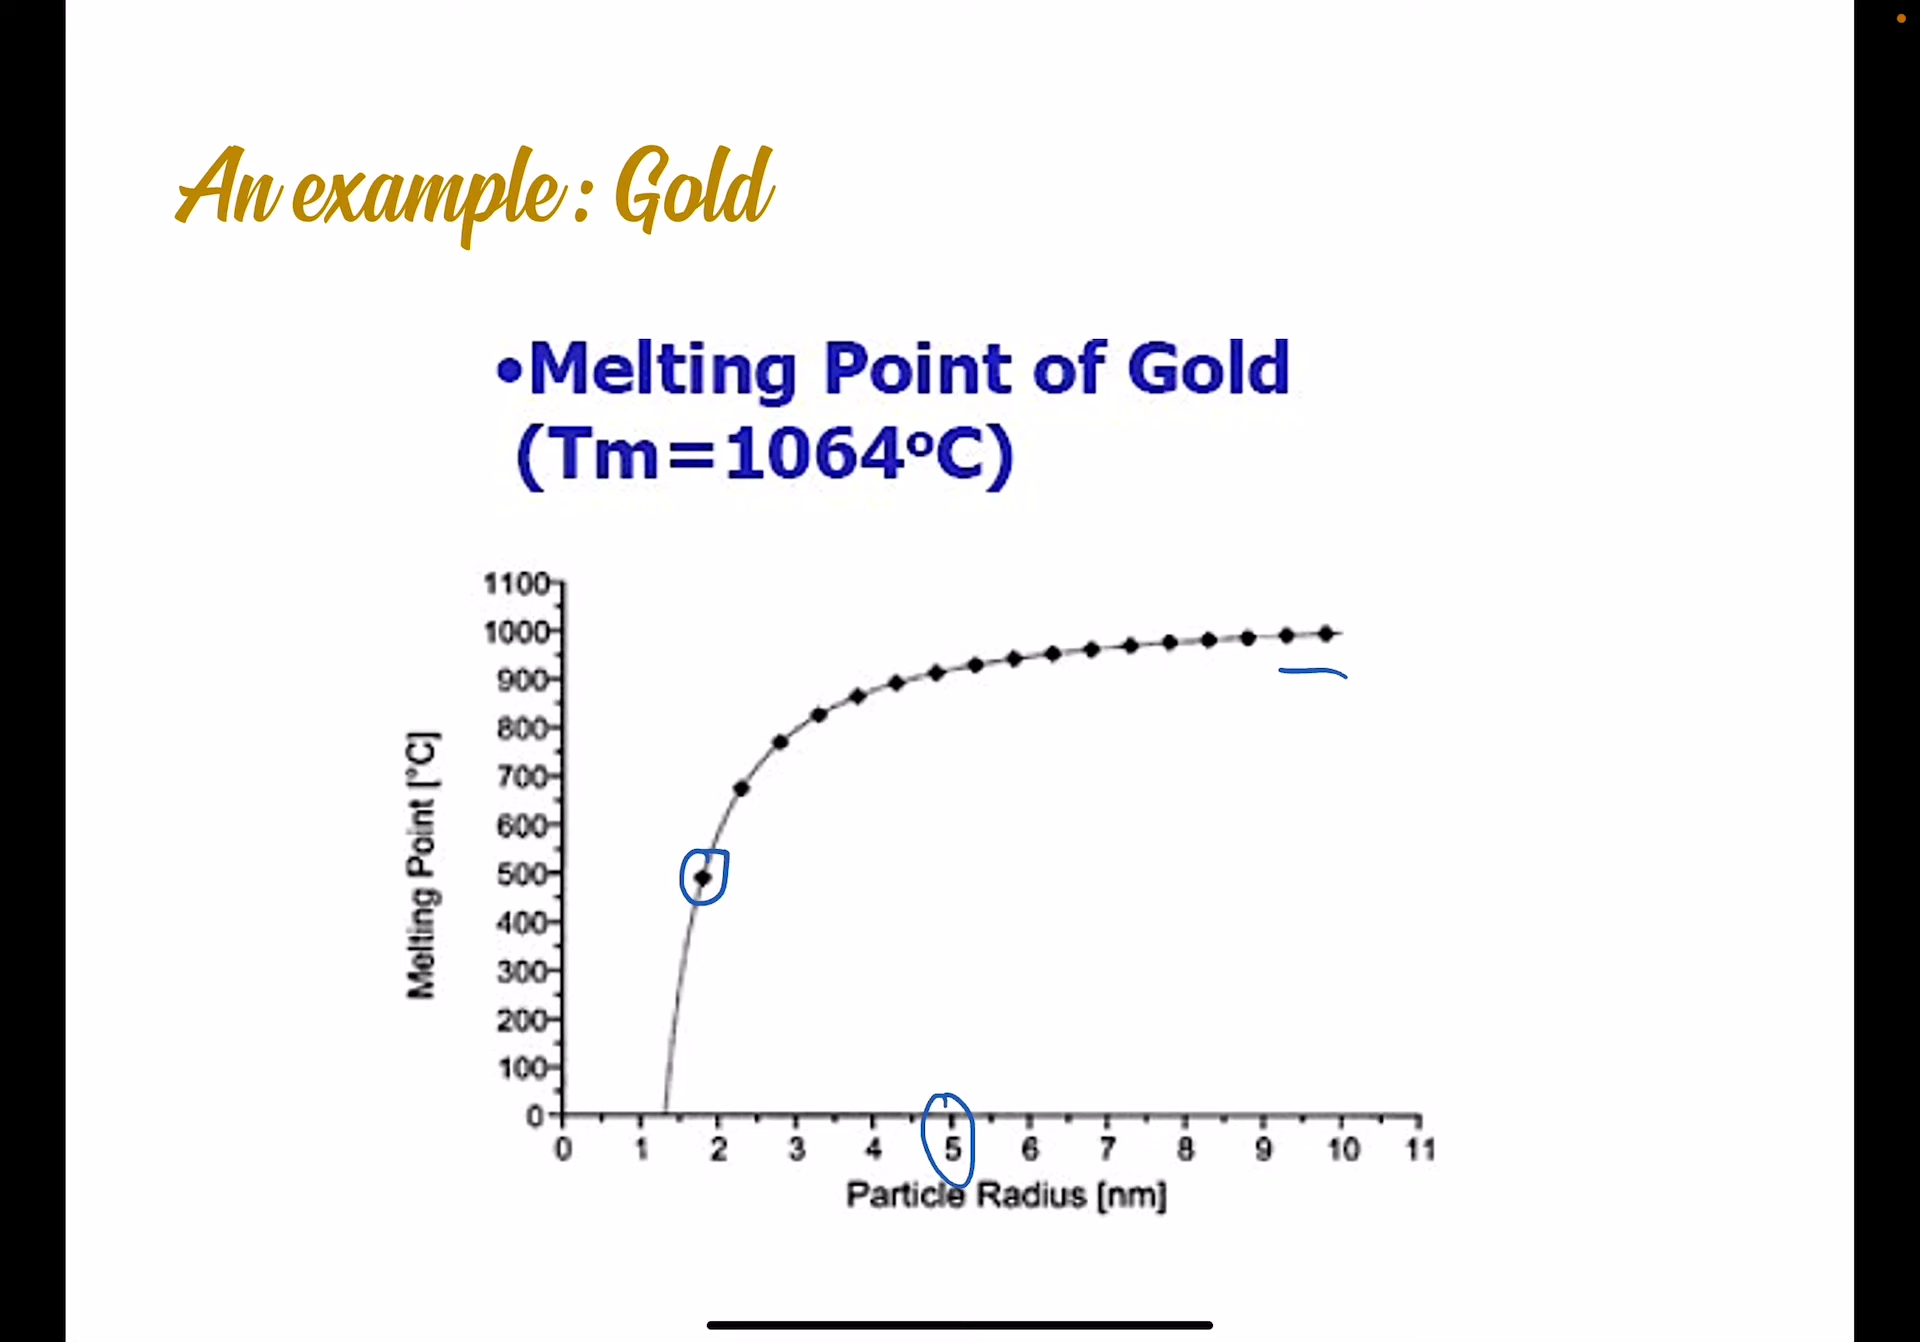 An example: Gold
•Melting Point of Gold
(Tm=1064°C)
1100
1000
900
800
700
600
500
400
300
200
100
0
Melting Point [°C]
0 1 2 3 4 5 6 7 8 9 10 11
Particle Radius [nm]